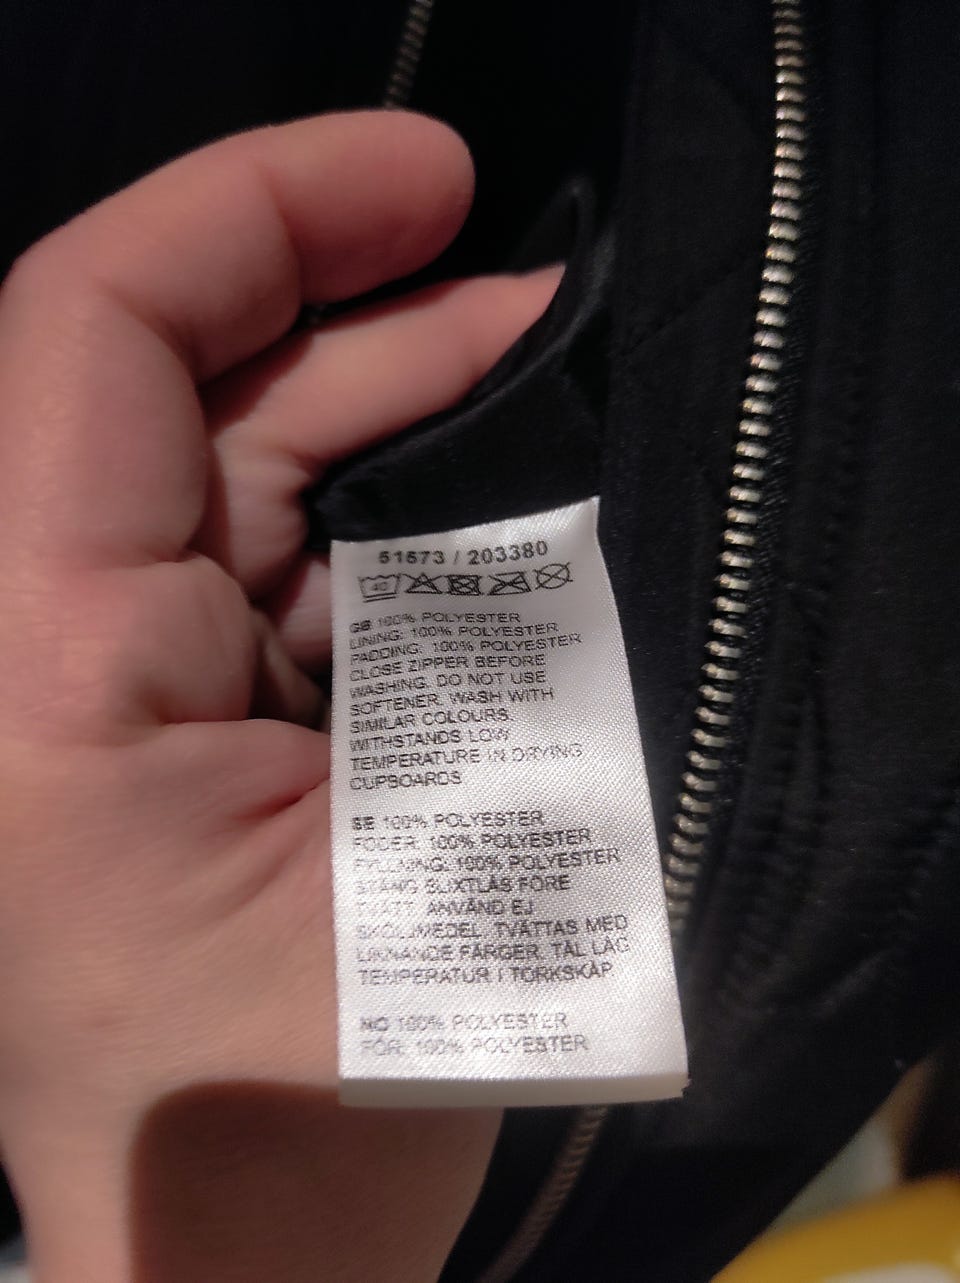 51573 / 203380
40
GB 100% POLYESTER
LINING: 100% POLYESTER
PADDING: 100% POLYESTER
CLOSE ZIPPER BEFORE
WASHING. DO NOT USE
SOFTENER. WASH WITH
SIMILAR COLOURS.
WITHSTANDS LOW
TEMPERATURE IN DRYING
CUPBOARDS
SE 100% POLYESTER
FODER: 100% POLYESTER
FYLLNING: 100% POLYESTER
STÄNG BLIXTLÅS FÖRE
TVÄTT. ANVÄND EJ
SKÖLJMEDEL. TVÄTTAS MED
LIKNANDE FÄRGER. TÅL LÅG
TEMPERATUR I TORKSKÅP
NO 100% POLYESTER
FÔR: 100% POLYESTER